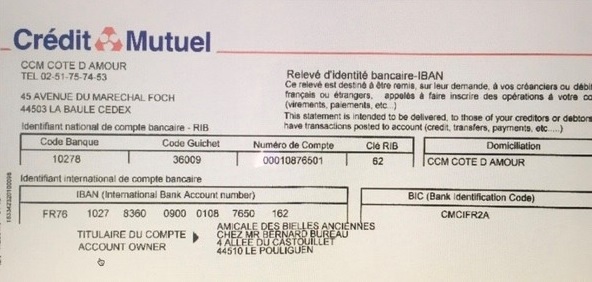 Crédit Mutuel
CCM COTE D AMOUR
TEL 02-51-75-74-53
45 AVENUE DU MARECHAL FOCH
44503 LA BAULE CEDEX
Relevé d'identité bancaire-IBAN
Ce relevé est destiné à être remis, sur leur demande, à vos créanciers ou débit
français ou étrangers, appelés à faire inscrire des opérations à votre co
(virements, paiements, etc...)
This statement is intended to be delivered, to those of your creditors or debtors
have transactions posted to account (credit, transfers, payments, etc.....)
Identifiant national de compte bancaire - RIB
Code Banque Code Guichet Numéro de Compte Clé RIB Domiciliation
10278 36009 00010876501 62 CCM COTE D AMOUR
Identifiant international de compte bancaire
IBAN (International Bank Account number) BIC (Bank Identification Code)
FR76 1027 8360 0900 0108 7650 162 CMCIFR2A
TITULAIRE DU COMPTE
ACCOUNT OWNER
AMICALE DES BIELLES ANCIENNES
CHEZ MR BERNARD BUREAU
4 ALLEE DU CASTOUILLET
44510 LE POULIGUEN